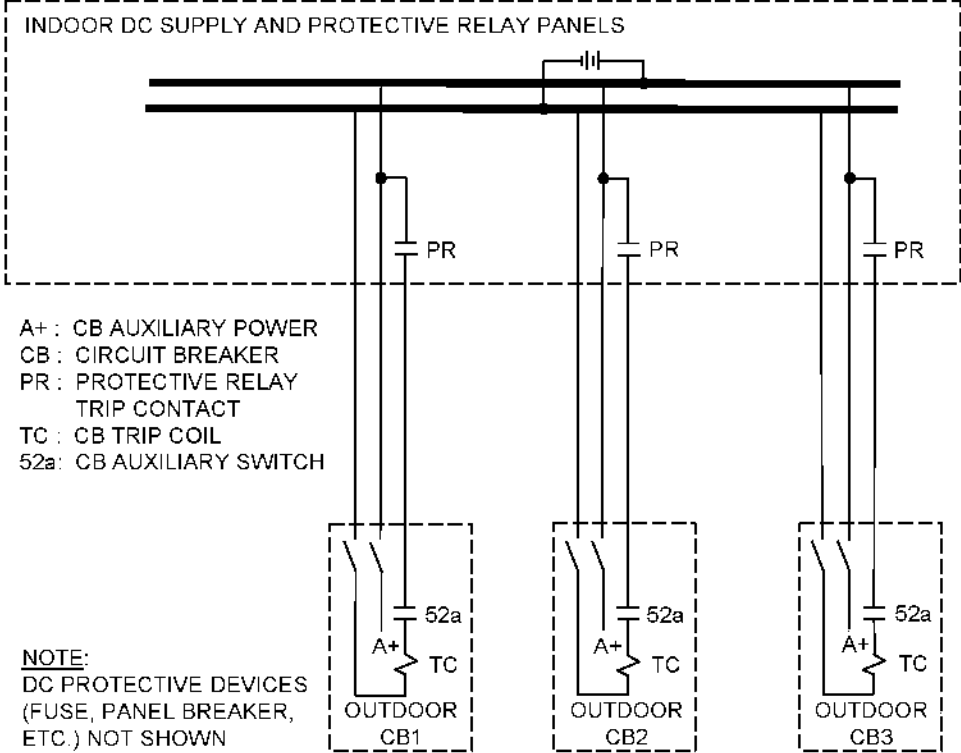 INDOOR DC SUPPLY AND PROTECTIVE RELAY PANELS
PR
PR
PR
A+ : CB AUXILIARY POWER
CB : CIRCUIT BREAKER
PR : PROTECTIVE RELAY
TRIP CONTACT
TC : CB TRIP COIL
52a: CB AUXILIARY SWITCH
52a
52a
52a
A+
TC
A+
TC
A+
TC
NOTE:
DC PROTECTIVE DEVICES
(FUSE, PANEL BREAKER,
ETC.) NOT SHOWN
OUTDOOR
CB1
OUTDOOR
CB2
OUTDOOR
CB3